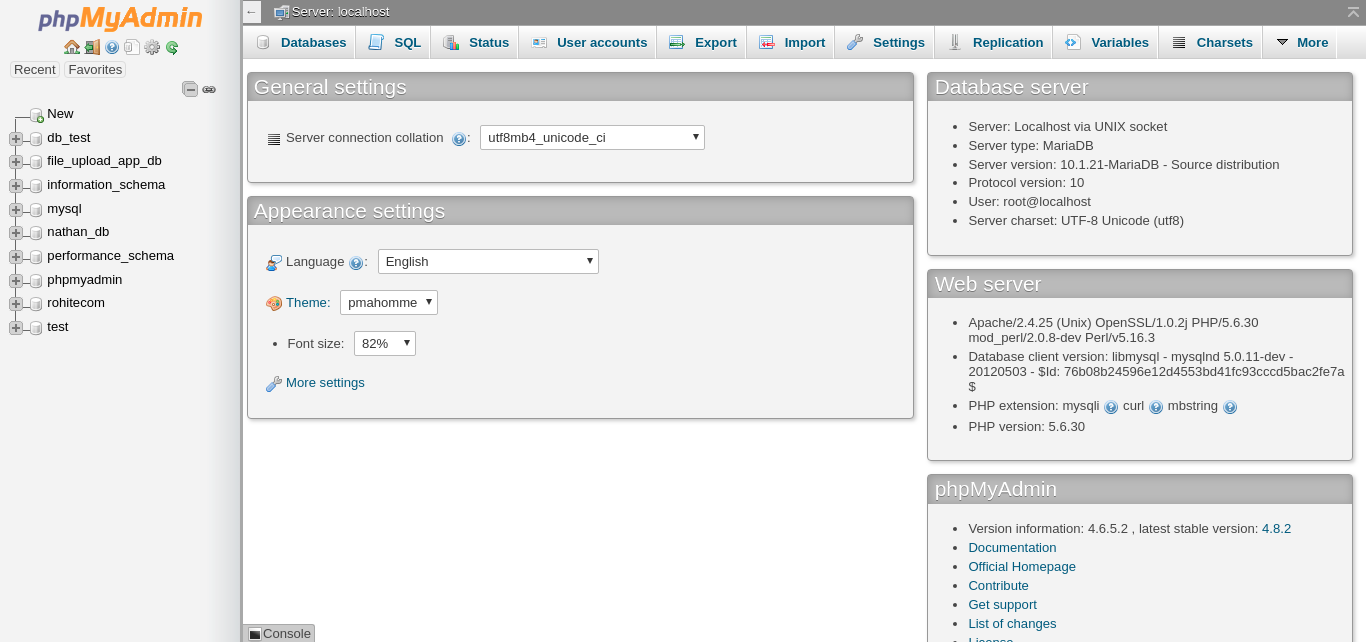 phpMyAdmin
Recent Favorites
New
db_test
file_upload_app_db
information_schema
mysql
nathan_db
performance_schema
phpmyadmin
rohitecom
test
← Server: localhost
Databases SQL Status User accounts Export Import Settings Replication Variables Charsets More
General settings
Server connection collation : utf8mb4_unicode_ci
Appearance settings
Language : English
Theme: pmahomme
• Font size: 82%
More settings
Database server
• Server: Localhost via UNIX socket
• Server type: MariaDB
• Server version: 10.1.21-MariaDB - Source distribution
• Protocol version: 10
• User: root@localhost
• Server charset: UTF-8 Unicode (utf8)
Web server
• Apache/2.4.25 (Unix) OpenSSL/1.0.2j PHP/5.6.30
mod_perl/2.0.8-dev Perl/v5.16.3
• Database client version: libmysql - mysqlnd 5.0.11-dev -
20120503 - $Id: 76b08b24596e12d4553bd41fc93cccd5bac2fe7a
$
• PHP extension: mysqli curl mbstring
• PHP version: 5.6.30
phpMyAdmin
• Version information: 4.6.5.2 , latest stable version: 4.8.2
• Documentation
• Official Homepage
• Contribute
• Get support
• List of changes
• License
Console